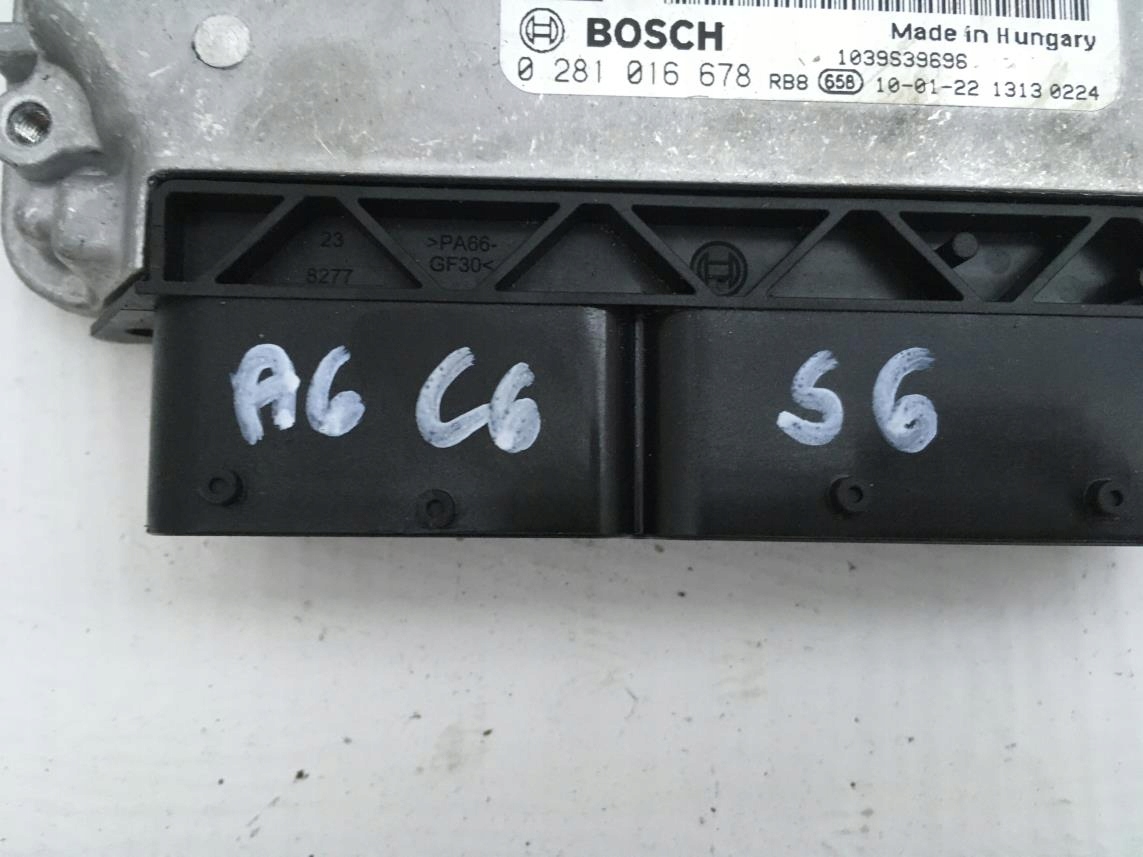 BOSCH Made in Hungary
1039S39696
0 281 016 678 RB8 658 10-01-22 1313 0224
23 >PA66-
8277 GF30<
A6 C6 S6